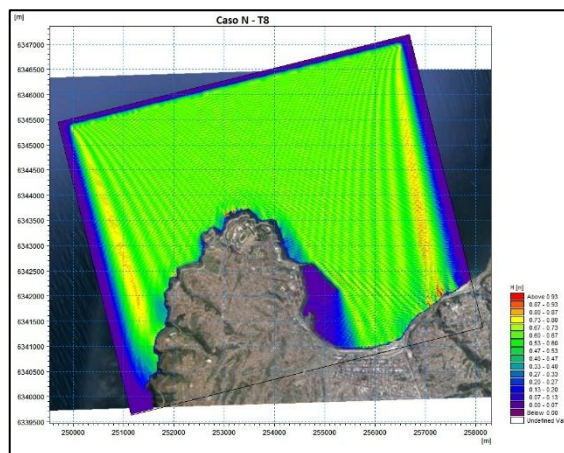 Caso N - T8
[m]
6347000
6346500
6346000
6345500
6345000
6344500
6344000
6343500
6343000
6342500
6342000
6341500
6341000
6340500
6340000
6339500
250000 251000 252000 253000 254000 255000 256000 257000 258000
[m]
H [m]
Above 0.93
0.87 - 0.93
0.80 - 0.87
0.73 - 0.80
0.67 - 0.73
0.60 - 0.67
0.53 - 0.60
0.47 - 0.53
0.40 - 0.47
0.33 - 0.40
0.27 - 0.33
0.20 - 0.27
0.13 - 0.20
0.07 - 0.13
0.00 - 0.07
Below 0.00
Undefined Val